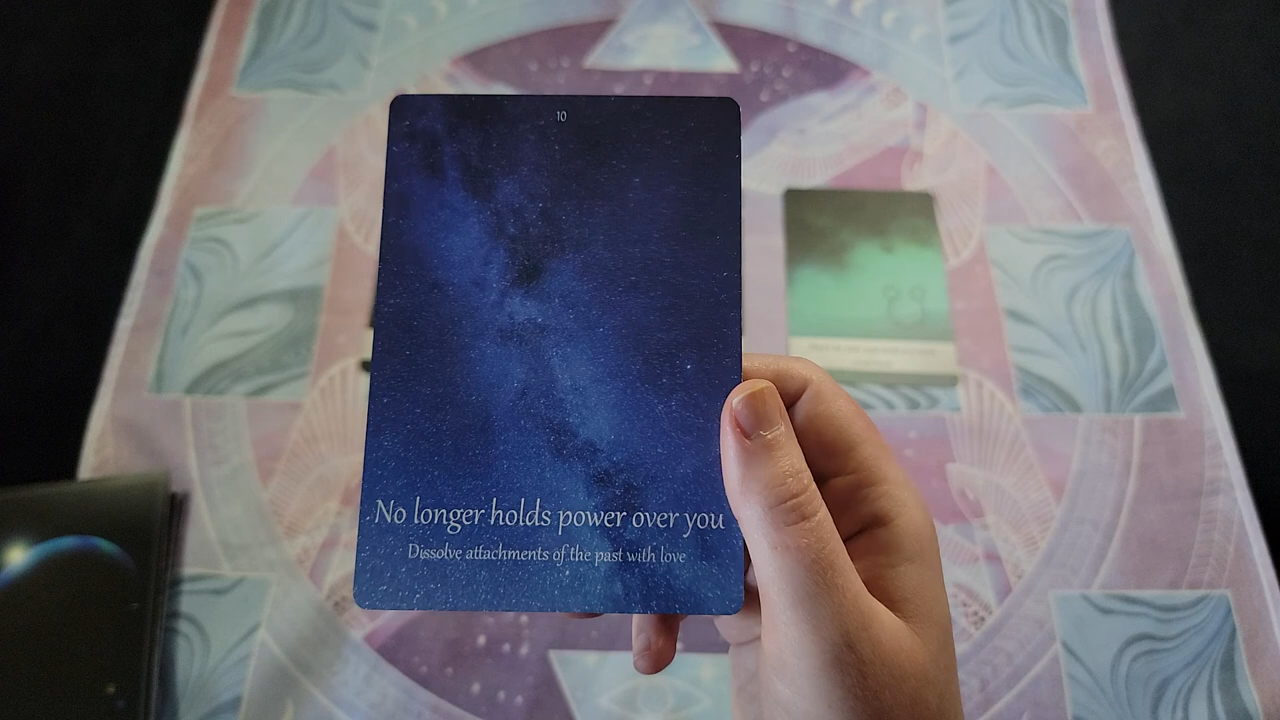 10
No longer holds power over you
Dissolve attachments of the past with love